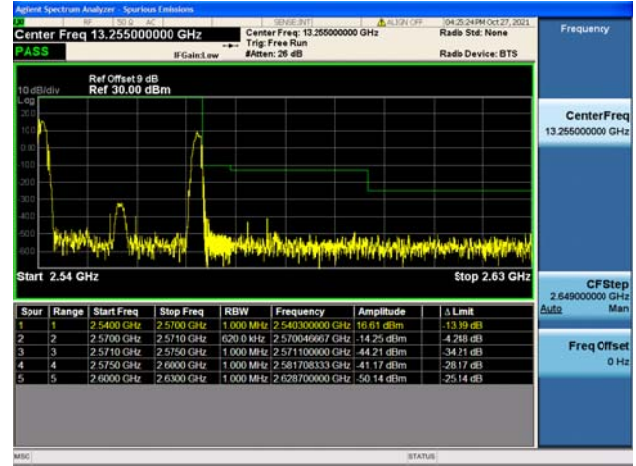 Agilent Spectrum Analyzer - Spurious Emissions
RF 50 Ω AC SENSE:INT ALIGN OFF 04:25:24 PM Oct 27, 2021
Center Freq 13.255000000 GHz
Center Freq: 13.255000000 GHz
Radio Std: None
Trig: Free Run
PASS
IFGain:Low
#Atten: 26 dB
Radio Device: BTS
Ref Offset 9 dB
10 dB/div Ref 30.00 dBm
Log
Start 2.54 GHz
Stop 2.63 GHz
Spur Range Start Freq Stop Freq RBW Frequency Amplitude Δ Limit
1 1 2.5400 GHz 2.5700 GHz 1.000 MHz 2.540300000 GHz 16.61 dBm -13.39 dB
2 2 2.5700 GHz 2.5710 GHz 620.0 kHz 2.570046667 GHz -14.25 dBm -4.248 dB
3 3 2.5710 GHz 2.5750 GHz 1.000 MHz 2.571100000 GHz -44.21 dBm -34.21 dB
4 4 2.5750 GHz 2.6000 GHz 1.000 MHz 2.581708333 GHz -41.17 dBm -28.17 dB
5 5 2.6000 GHz 2.6300 GHz 1.000 MHz 2.628700000 GHz -50.14 dBm -25.14 dB
MSG
STATUS
Frequency
Center Freq
13.255000000 GHz
CF Step
2.649000000 GHz
Auto Man
Freq Offset
0 Hz